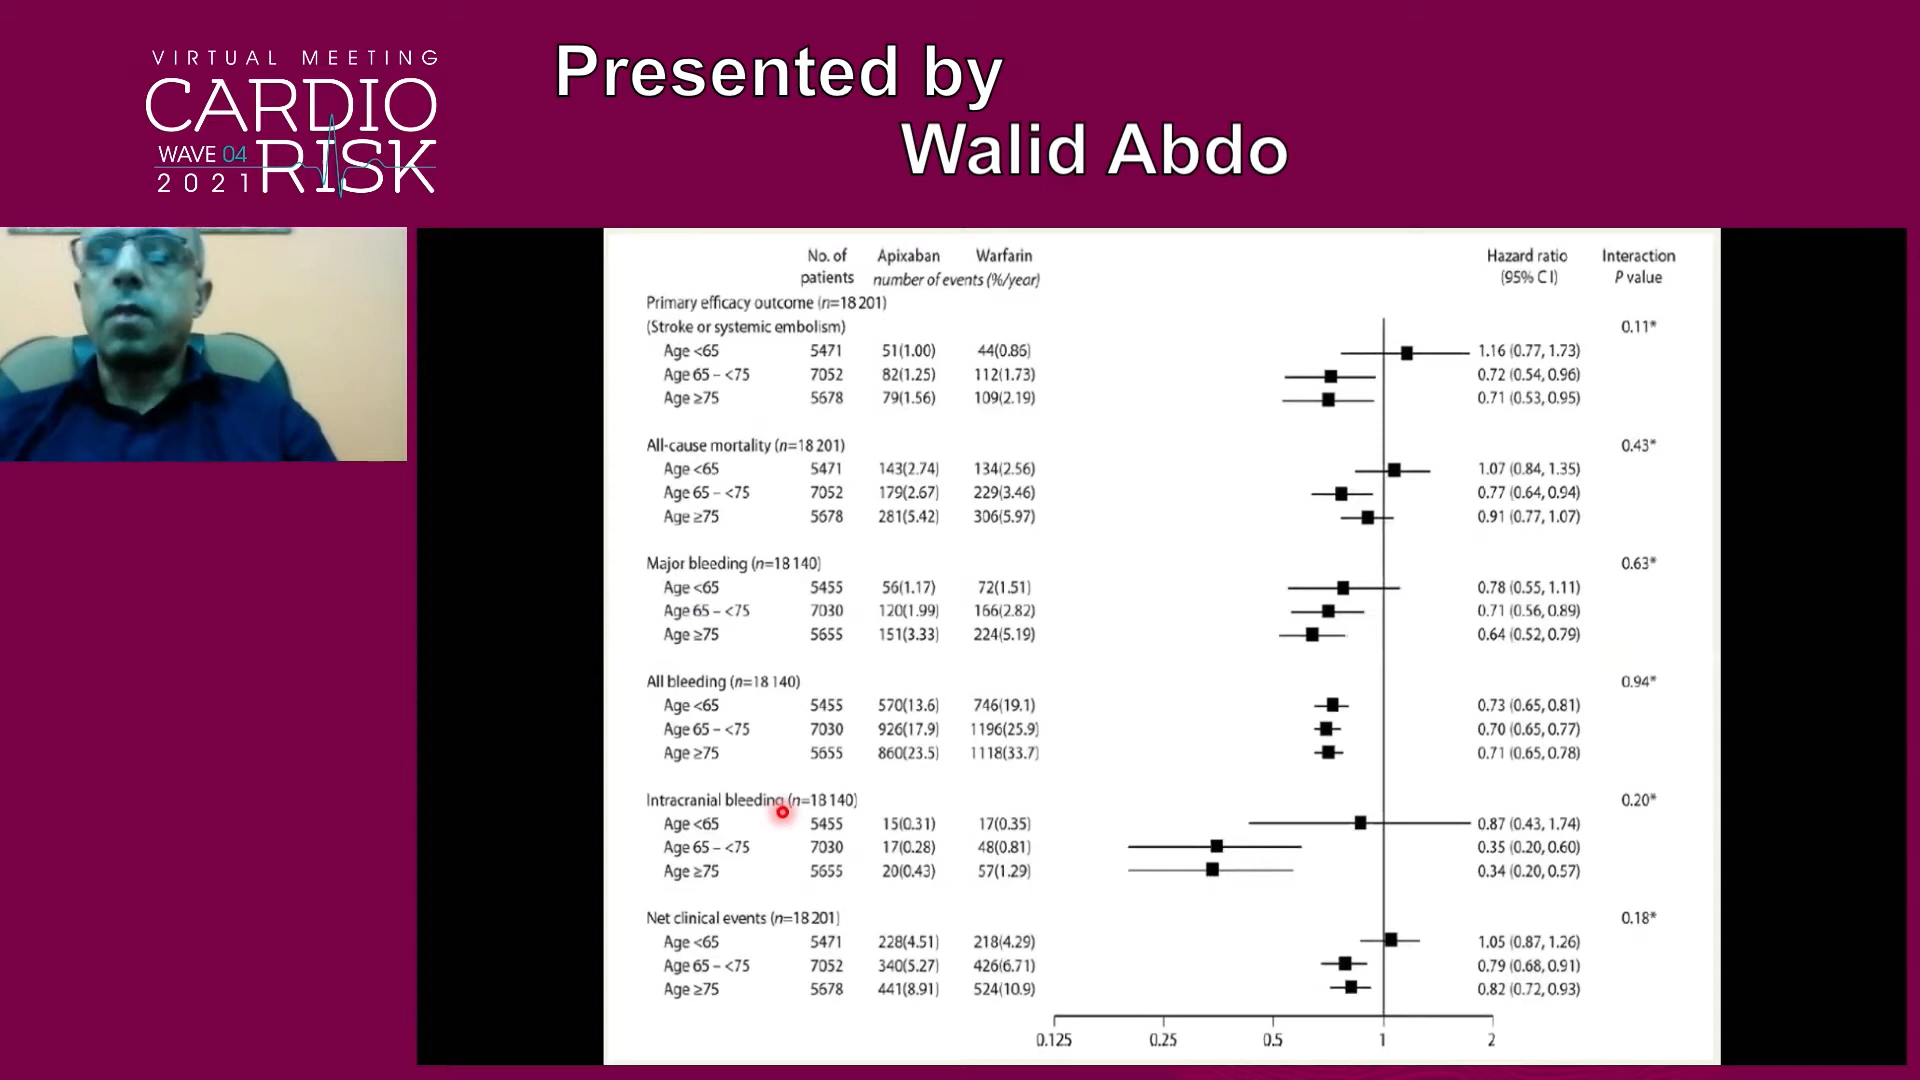 VIRTUAL MEETING
CARDIO
WAVE 04 RISK
2021
Presented by
Walid Abdo
No. of Apixaban Warfarin Hazard ratio Interaction
patients number of events (%/year) (95% CI) P value
Primary efficacy outcome (n=18 201)
(Stroke or systemic embolism) 0.11*
Age <65 5471 51(1.00) 44(0.86) 1.16 (0.77, 1.73)
Age 65 – <75 7052 82(1.25) 112(1.73) 0.72 (0.54, 0.96)
Age ≥75 5678 79(1.56) 109(2.19) 0.71 (0.53, 0.95)
All-cause mortality (n=18 201) 0.43*
Age <65 5471 143(2.74) 134(2.56) 1.07 (0.84, 1.35)
Age 65 – <75 7052 179(2.67) 229(3.46) 0.77 (0.64, 0.94)
Age ≥75 5678 281(5.42) 306(5.97) 0.91 (0.77, 1.07)
Major bleeding (n=18 140) 0.63*
Age <65 5455 56(1.17) 72(1.51) 0.78 (0.55, 1.11)
Age 65 – <75 7030 120(1.99) 166(2.82) 0.71 (0.56, 0.89)
Age ≥75 5655 151(3.33) 224(5.19) 0.64 (0.52, 0.79)
All bleeding (n=18 140) 0.94*
Age <65 5455 570(13.6) 746(19.1) 0.73 (0.65, 0.81)
Age 65 – <75 7030 926(17.9) 1196(25.9) 0.70 (0.65, 0.77)
Age ≥75 5655 860(23.5) 1118(33.7) 0.71 (0.65, 0.78)
Intracranial bleeding (n=18 140) 0.20*
Age <65 5455 15(0.31) 17(0.35) 0.87 (0.43, 1.74)
Age 65 – <75 7030 17(0.28) 48(0.81) 0.35 (0.20, 0.60)
Age ≥75 5655 20(0.43) 57(1.29) 0.34 (0.20, 0.57)
Net clinical events (n=18 201) 0.18*
Age <65 5471 228(4.51) 218(4.29) 1.05 (0.87, 1.26)
Age 65 – <75 7052 340(5.27) 426(6.71) 0.79 (0.68, 0.91)
Age ≥75 5678 441(8.91) 524(10.9) 0.82 (0.72, 0.93)
0.125 0.25 0.5 1 2